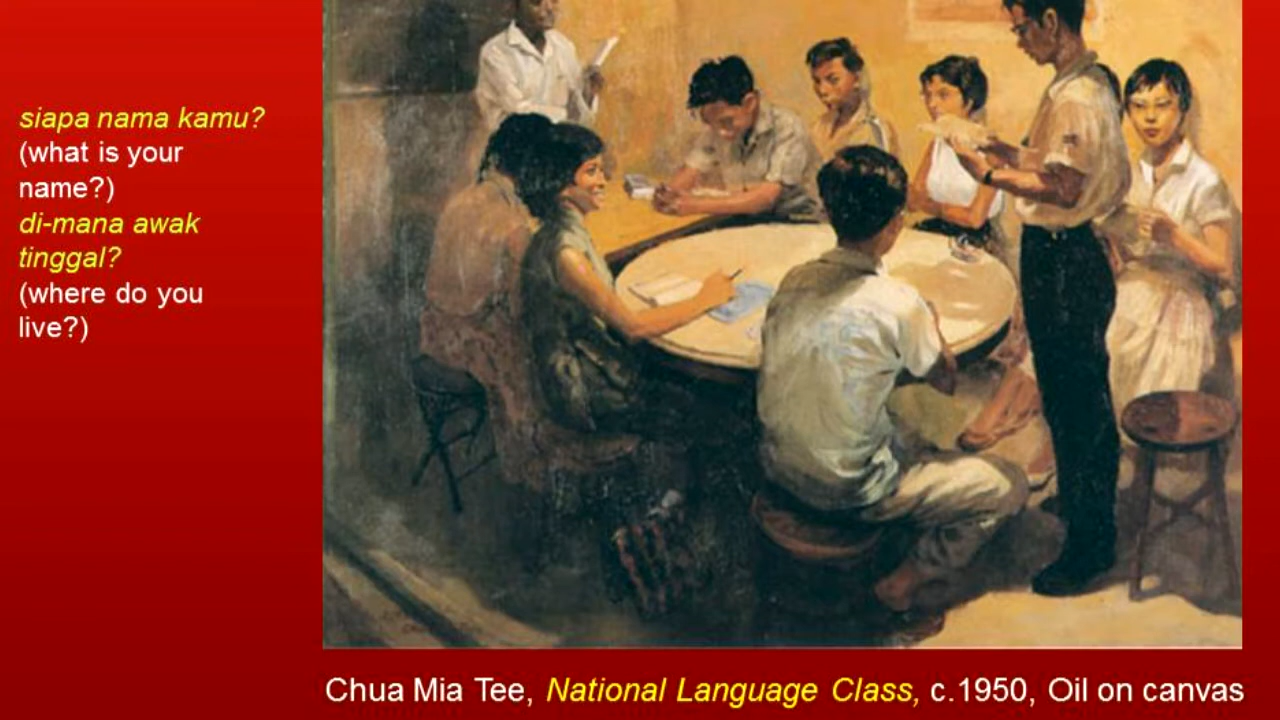 siapa nama kamu?
(what is your
name?)
di-mana awak
tinggal?
(where do you
live?)
Chua Mia Tee, National Language Class, c.1950, Oil on canvas